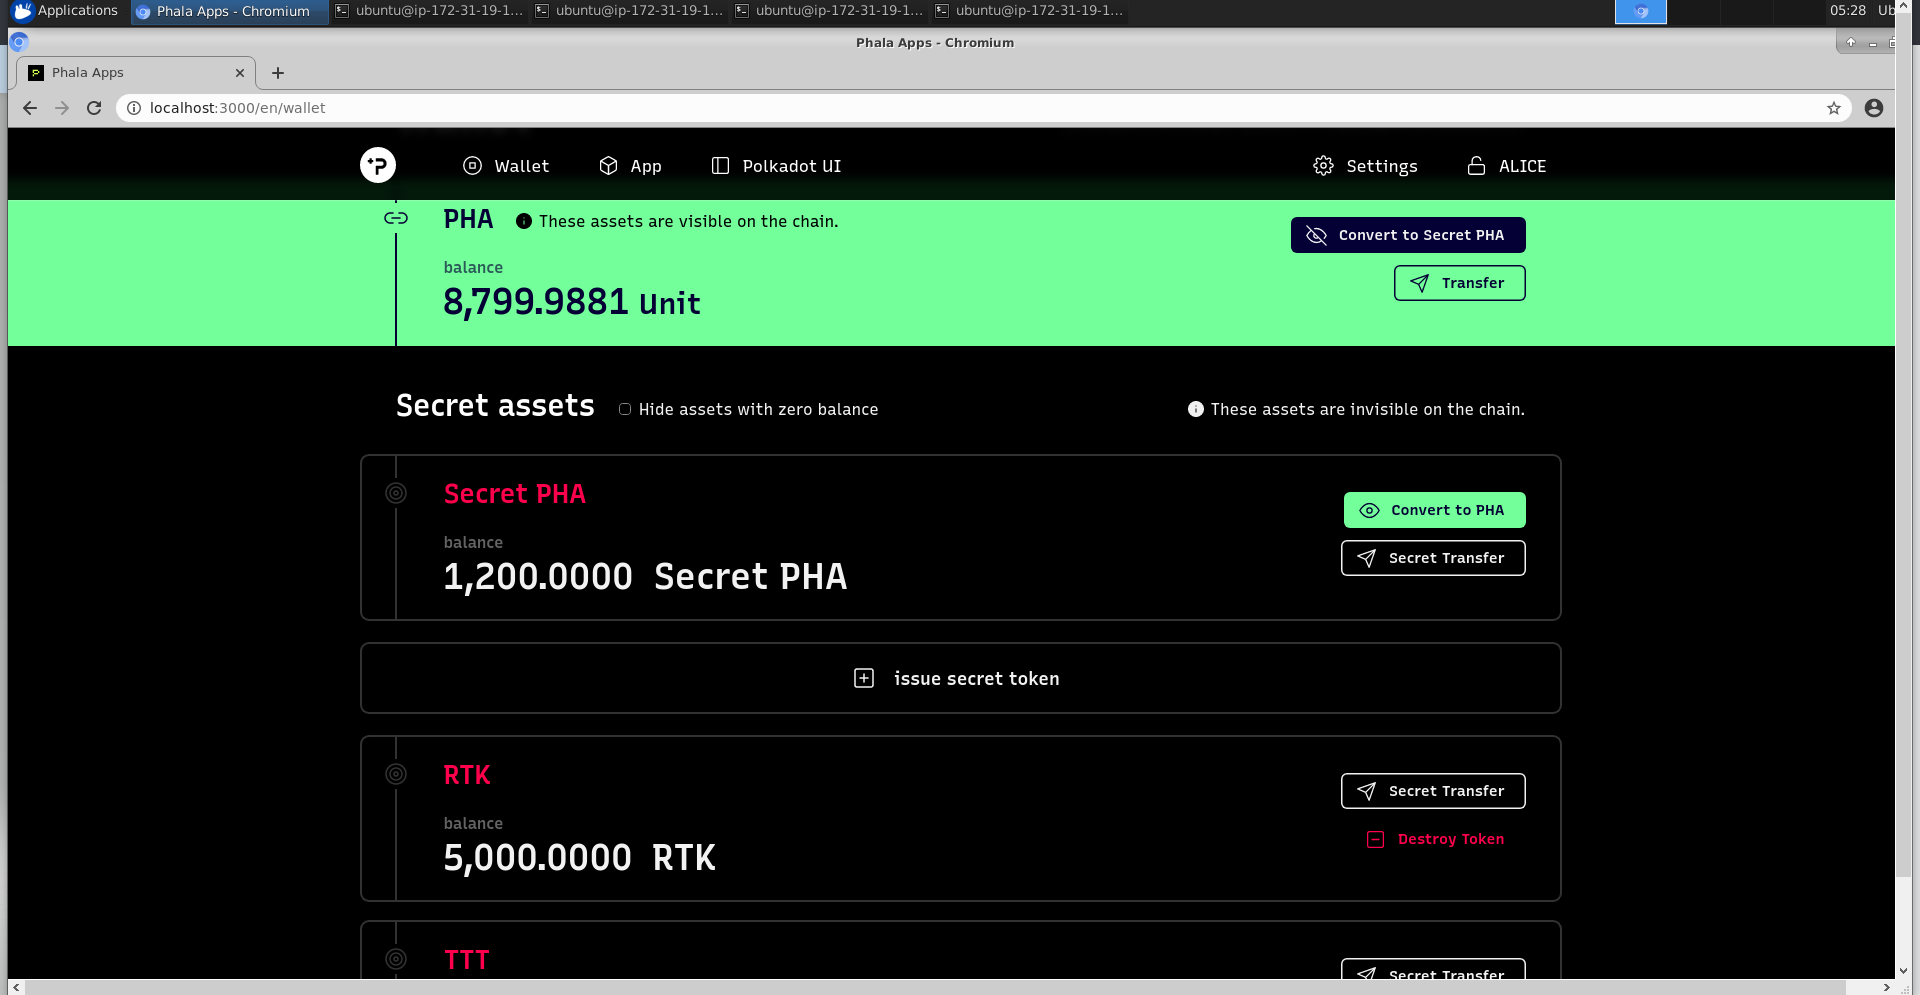 Applications Phala Apps - Chromium ubuntu@ip-172-31-19-1... ubuntu@ip-172-31-19-1... ubuntu@ip-172-31-19-1... ubuntu@ip-172-31-19-1... 05:28 Ub
Phala Apps - Chromium
Phala Apps
localhost:3000/en/wallet
Wallet App Polkadot UI Settings ALICE
PHA These assets are visible on the chain.
Convert to Secret PHA
balance
Transfer
8,799.9881 Unit
Secret assets Hide assets with zero balance These assets are invisible on the chain.
Secret PHA
Convert to PHA
balance
Secret Transfer
1,200.0000 Secret PHA
issue secret token
RTK
Secret Transfer
balance
Destroy Token
5,000.0000 RTK
TTT
Secret Transfer